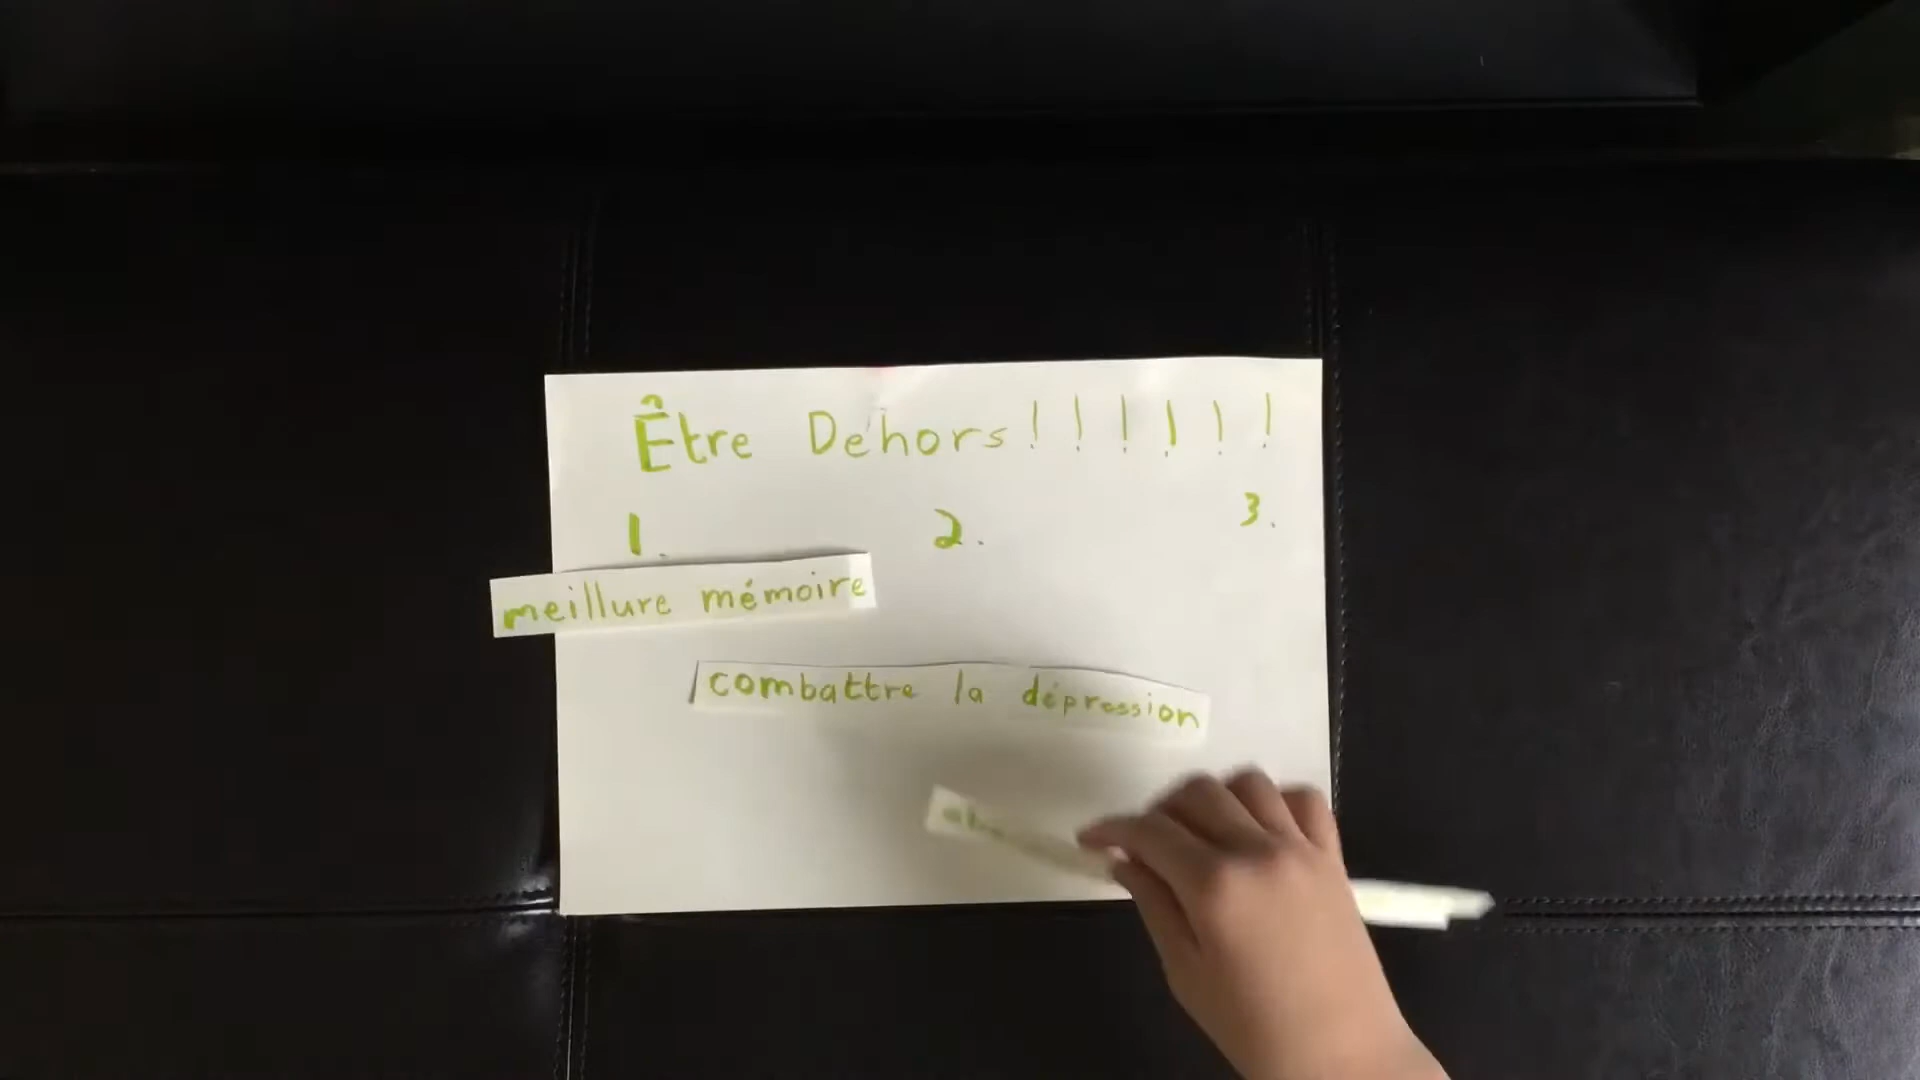 Être Dehors!!!!!!
1. 2. 3.
meillure mémoire
combattre la dépression